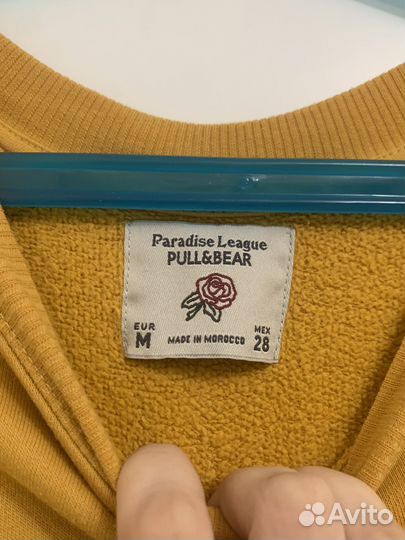 Paradise League
PULL&BEAR
EUR
M
MADE IN MOROCCO
MEX
28
Avito